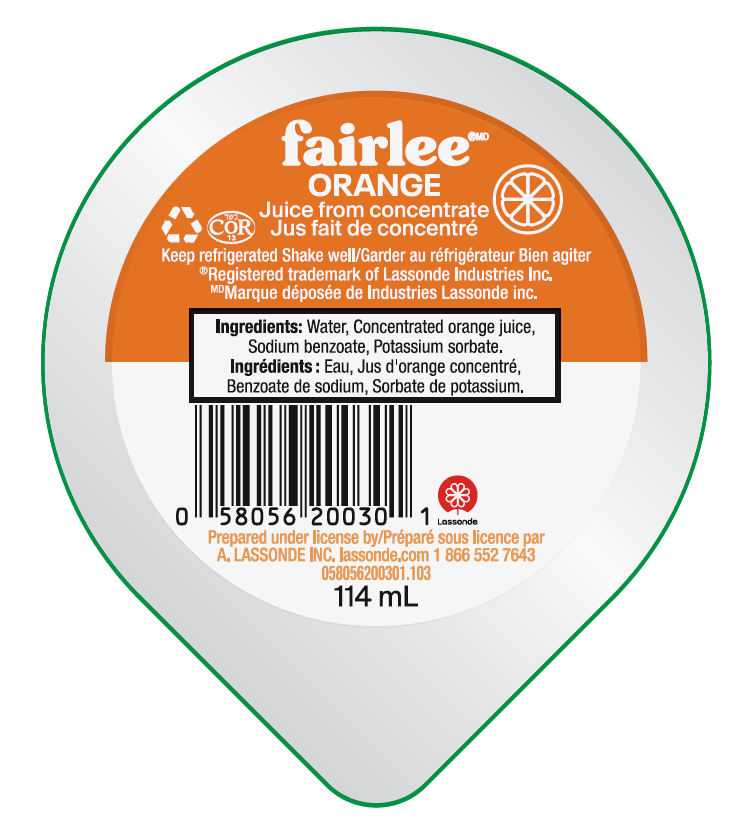 fairlee®MD
ORANGE
Juice from concentrate
Jus fait de concentré
COR
13
Keep refrigerated Shake well/Garder au réfrigérateur Bien agiter
®Registered trademark of Lassonde Industries Inc.
MDMarque déposée de Industries Lassonde inc.
Ingredients: Water, Concentrated orange juice,
Sodium benzoate, Potassium sorbate.
Ingrédients : Eau, Jus d'orange concentré,
Benzoate de sodium, Sorbate de potassium.
0 58056 20030 1
Lassonde
Prepared under license by/Préparé sous licence par
A. LASSONDE INC. lassonde.com 1 866 552 7643
058056200301.103
114 mL